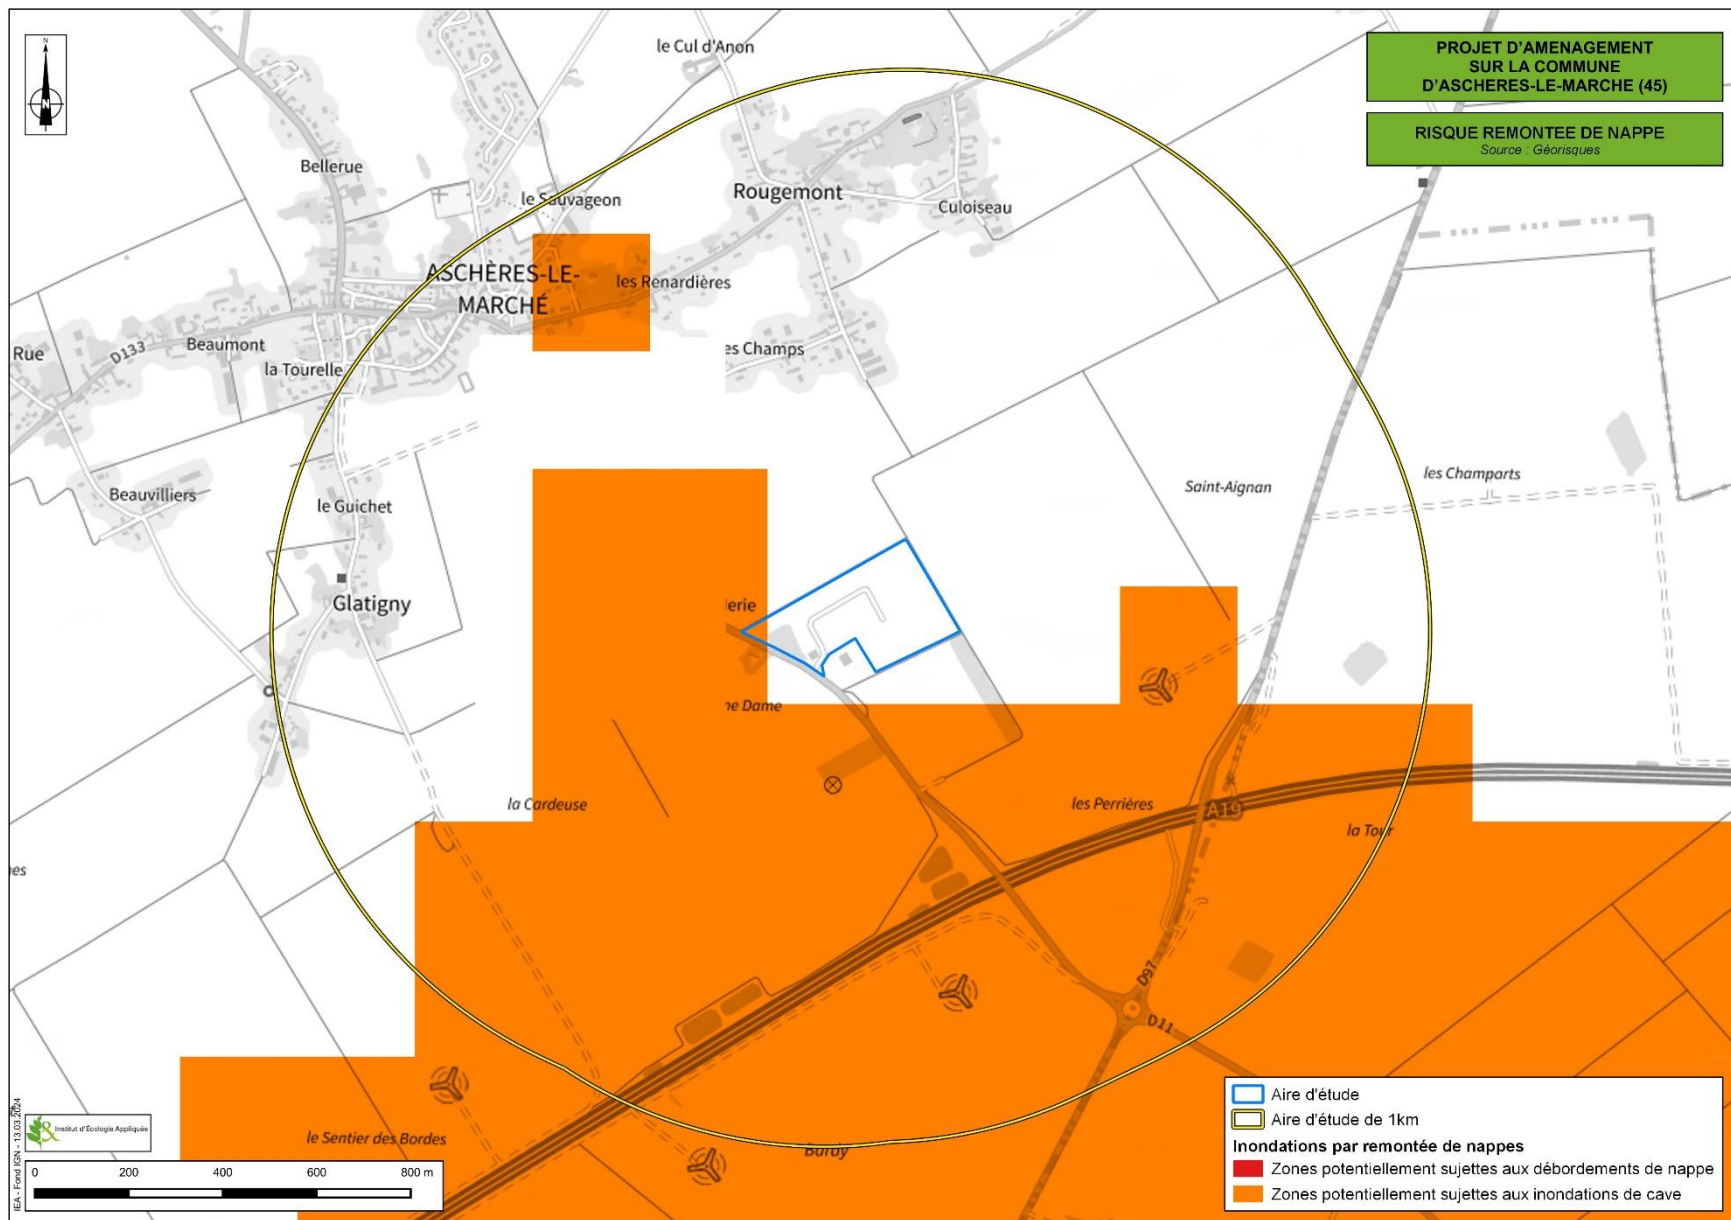 N
N
le Cul d'Anon
PROJET D'AMENAGEMENT
SUR LA COMMUNE
D'ASCHERES-LE-MARCHE (45)
RISQUE REMONTEE DE NAPPE
Source : Géorisques
Bellerue
le Sauvageon
Rougemont
Culoiseau
ASCHÈRES-LE-
MARCHÉ
les Renardières
D133
Beaumont
Rue
la Tourelle
es Champs
Saint-Aignan
les Champarts
Beauvilliers
le Guichet
Glatigny
lerie
ne Dame
la Cardeuse
les Perrières
A19
la Tour
es
D97
D11
le Sentier des Bordes
Bardy
IEA - Fond IGN - 13.03.2024
Institut d'Écologie Appliquée
0 200 400 600 800 m
Aire d'étude
Aire d'étude de 1km
Inondations par remontée de nappes
Zones potentiellement sujettes aux débordements de nappe
Zones potentiellement sujettes aux inondations de cave